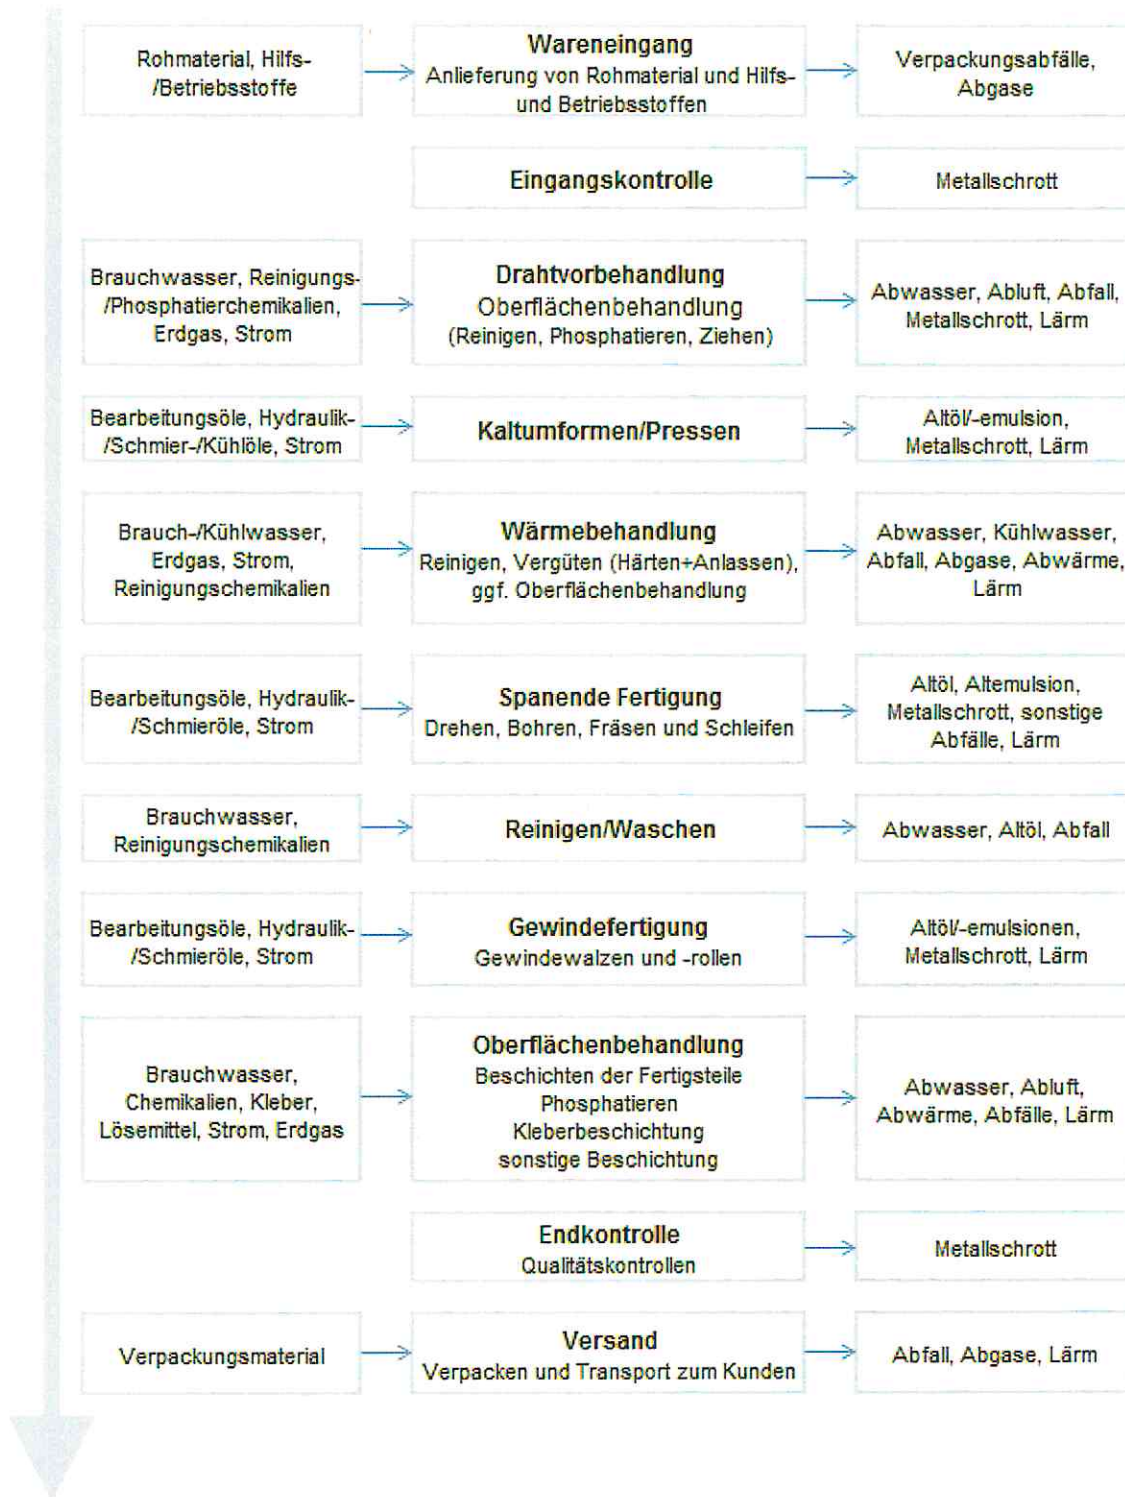 Rohmaterial, Hilfs-
/Betriebsstoffe
Wareneingang
Anlieferung von Rohmaterial und Hilfs-
und Betriebsstoffen
Verpackungsabfälle,
Abgase
Eingangskontrolle
Metallschrott
Brauchwasser, Reinigungs-
/Phosphatierchemikalien,
Erdgas, Strom
Drahtvorbehandlung
Oberflächenbehandlung
(Reinigen, Phosphatieren, Ziehen)
Abwasser, Abluft, Abfall,
Metallschrott, Lärm
Bearbeitungsöle, Hydraulik-
/Schmier-/Kühlöle, Strom
Kaltumformen/Pressen
Altöl/-emulsion,
Metallschrott, Lärm
Brauch-/Kühlwasser,
Erdgas, Strom,
Reinigungschemikalien
Wärmebehandlung
Reinigen, Vergüten (Härten+Anlassen),
ggf. Oberflächenbehandlung
Abwasser, Kühlwasser,
Abfall, Abgase, Abwärme,
Lärm
Bearbeitungsöle, Hydraulik-
/Schmieröle, Strom
Spanende Fertigung
Drehen, Bohren, Fräsen und Schleifen
Altöl, Altemulsion,
Metallschrott, sonstige
Abfälle, Lärm
Brauchwasser,
Reinigungschemikalien
Reinigen/Waschen
Abwasser, Altöl, Abfall
Bearbeitungsöle, Hydraulik-
/Schmieröle, Strom
Gewindefertigung
Gewindewalzen und -rollen
Altöl/-emulsionen,
Metallschrott, Lärm
Brauchwasser,
Chemikalien, Kleber,
Lösemittel, Strom, Erdgas
Oberflächenbehandlung
Beschichten der Fertigsteile
Phosphatieren
Kleberbeschichtung
sonstige Beschichtung
Abwasser, Abluft,
Abwärme, Abfälle, Lärm
Endkontrolle
Qualitätskontrollen
Metallschrott
Verpackungsmaterial
Versand
Verpacken und Transport zum Kunden
Abfall, Abgase, Lärm